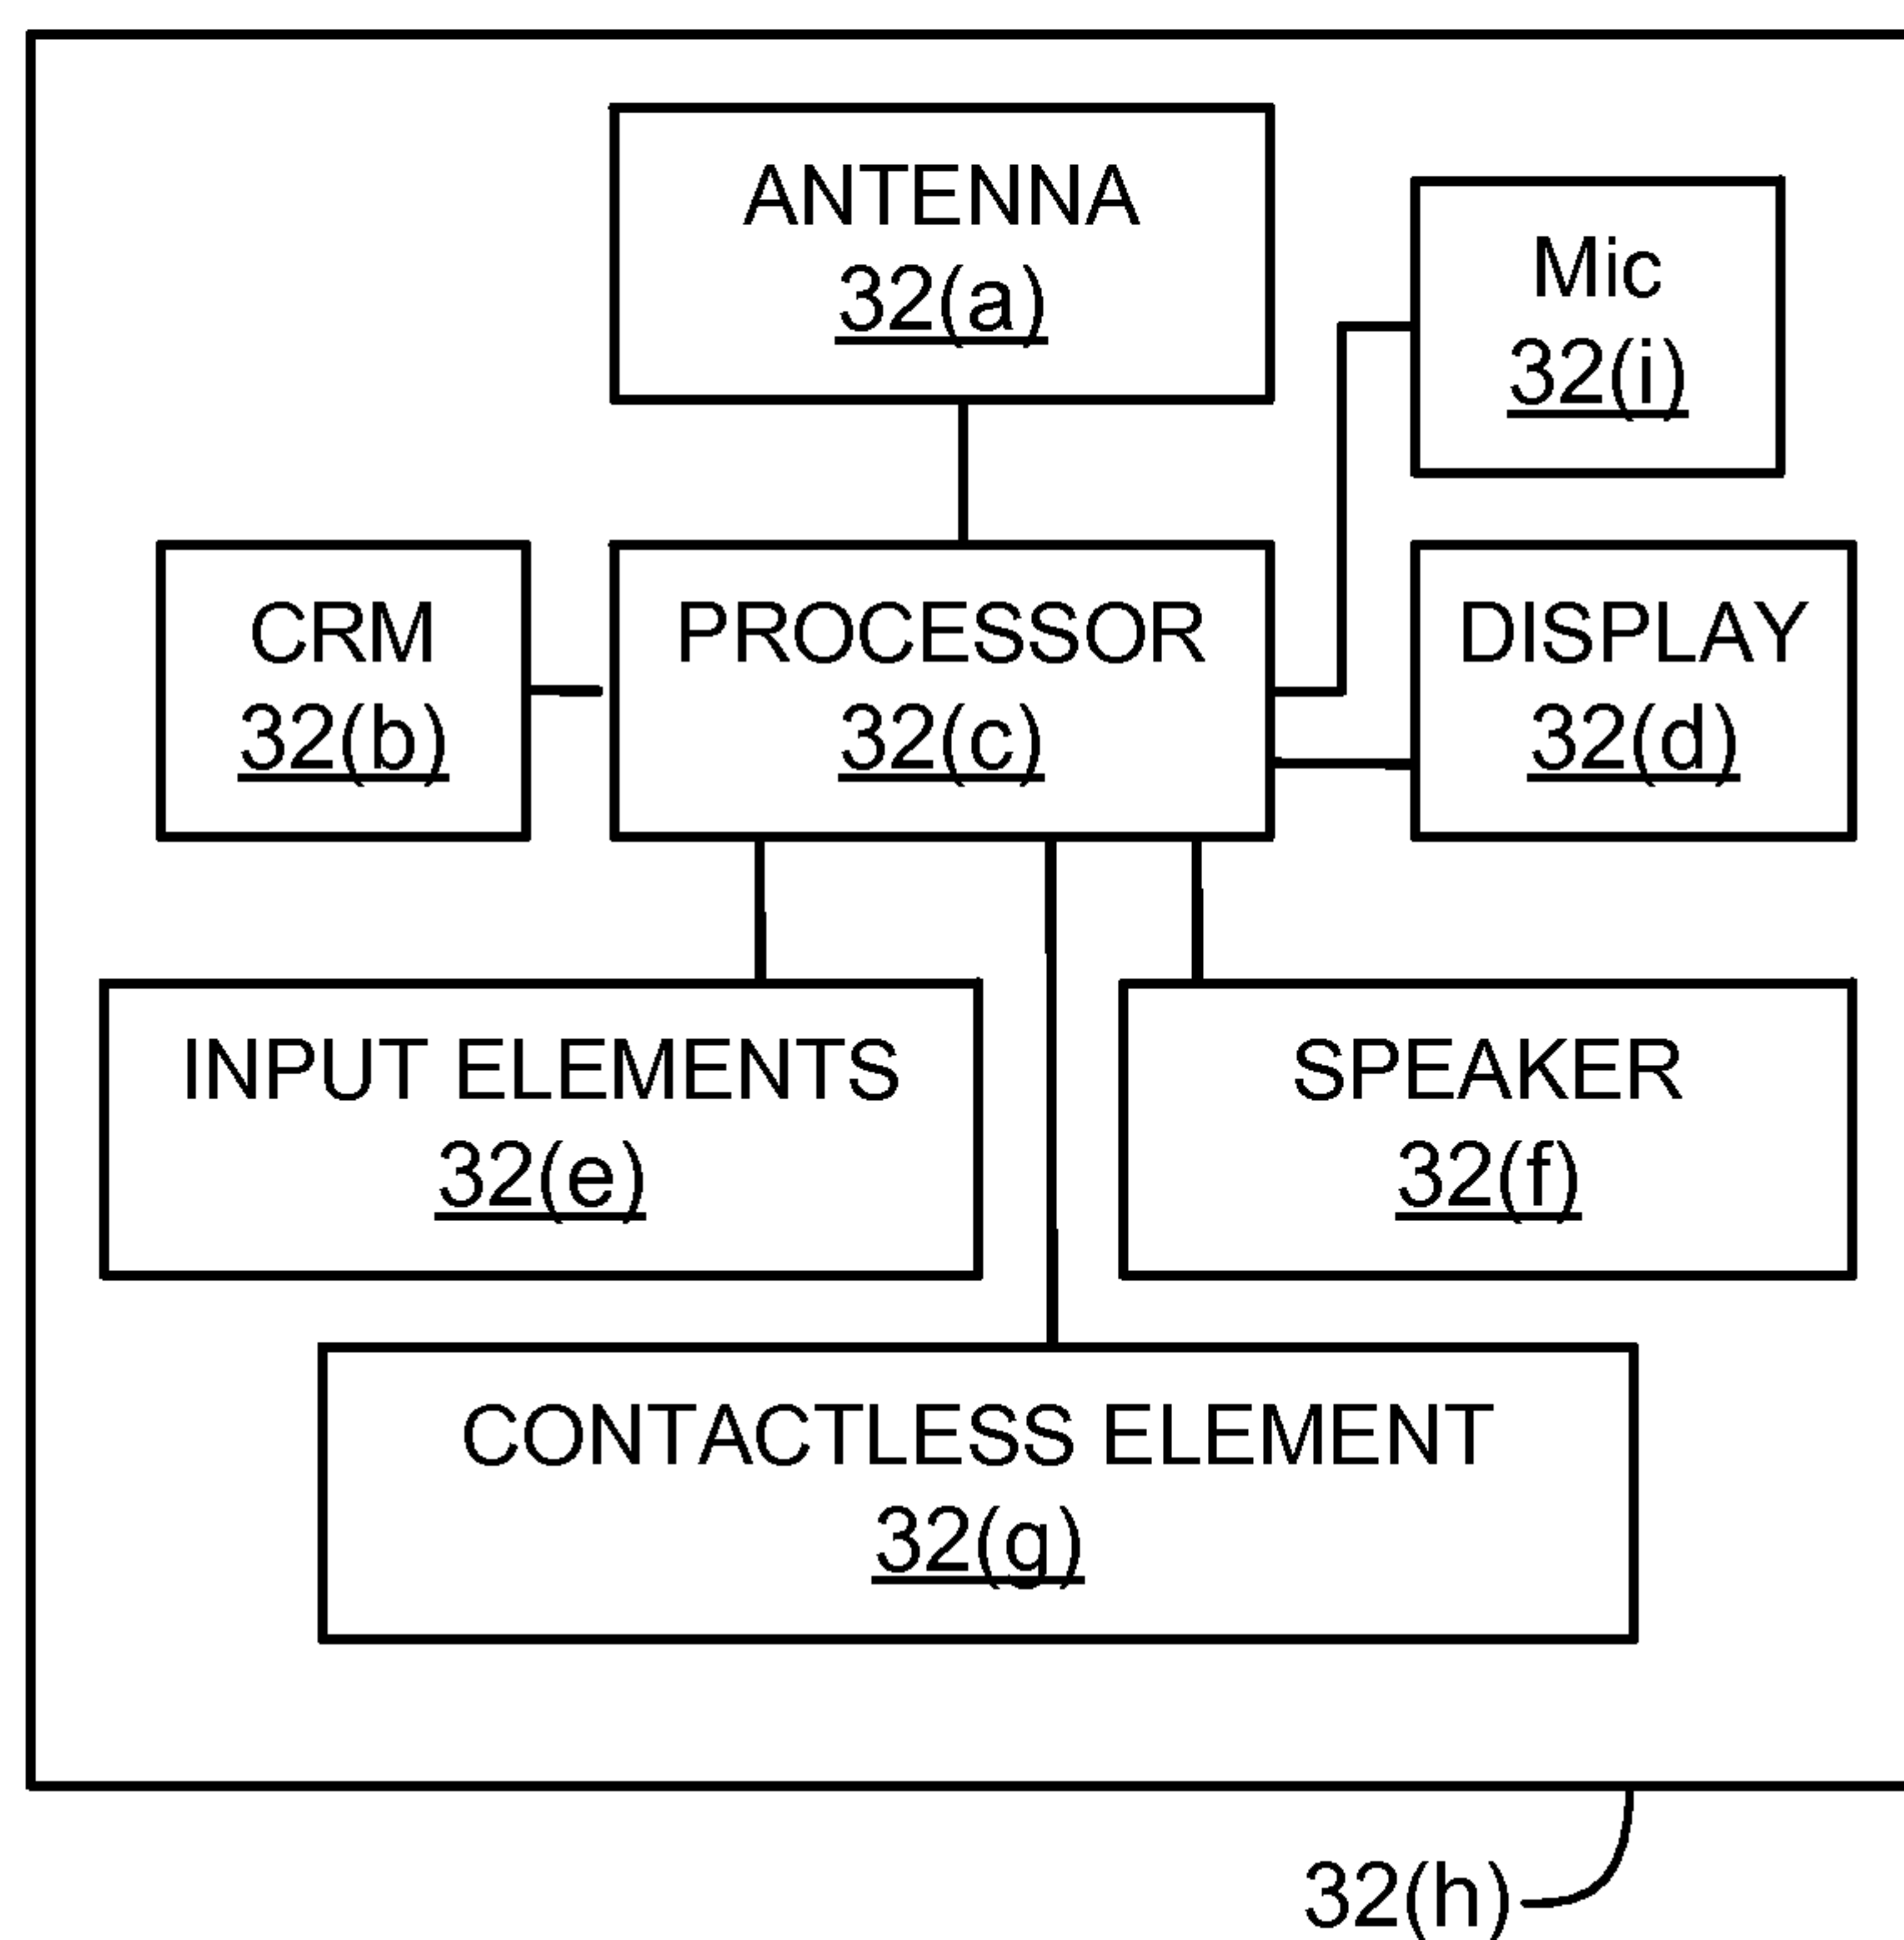 ANTENNA
32(a)
Mic
32(i)
CRM
32(b)
PROCESSOR
32(c)
DISPLAY
32(d)
INPUT ELEMENTS
32(e)
SPEAKER
32(f)
CONTACTLESS ELEMENT
32(g)
32(h)